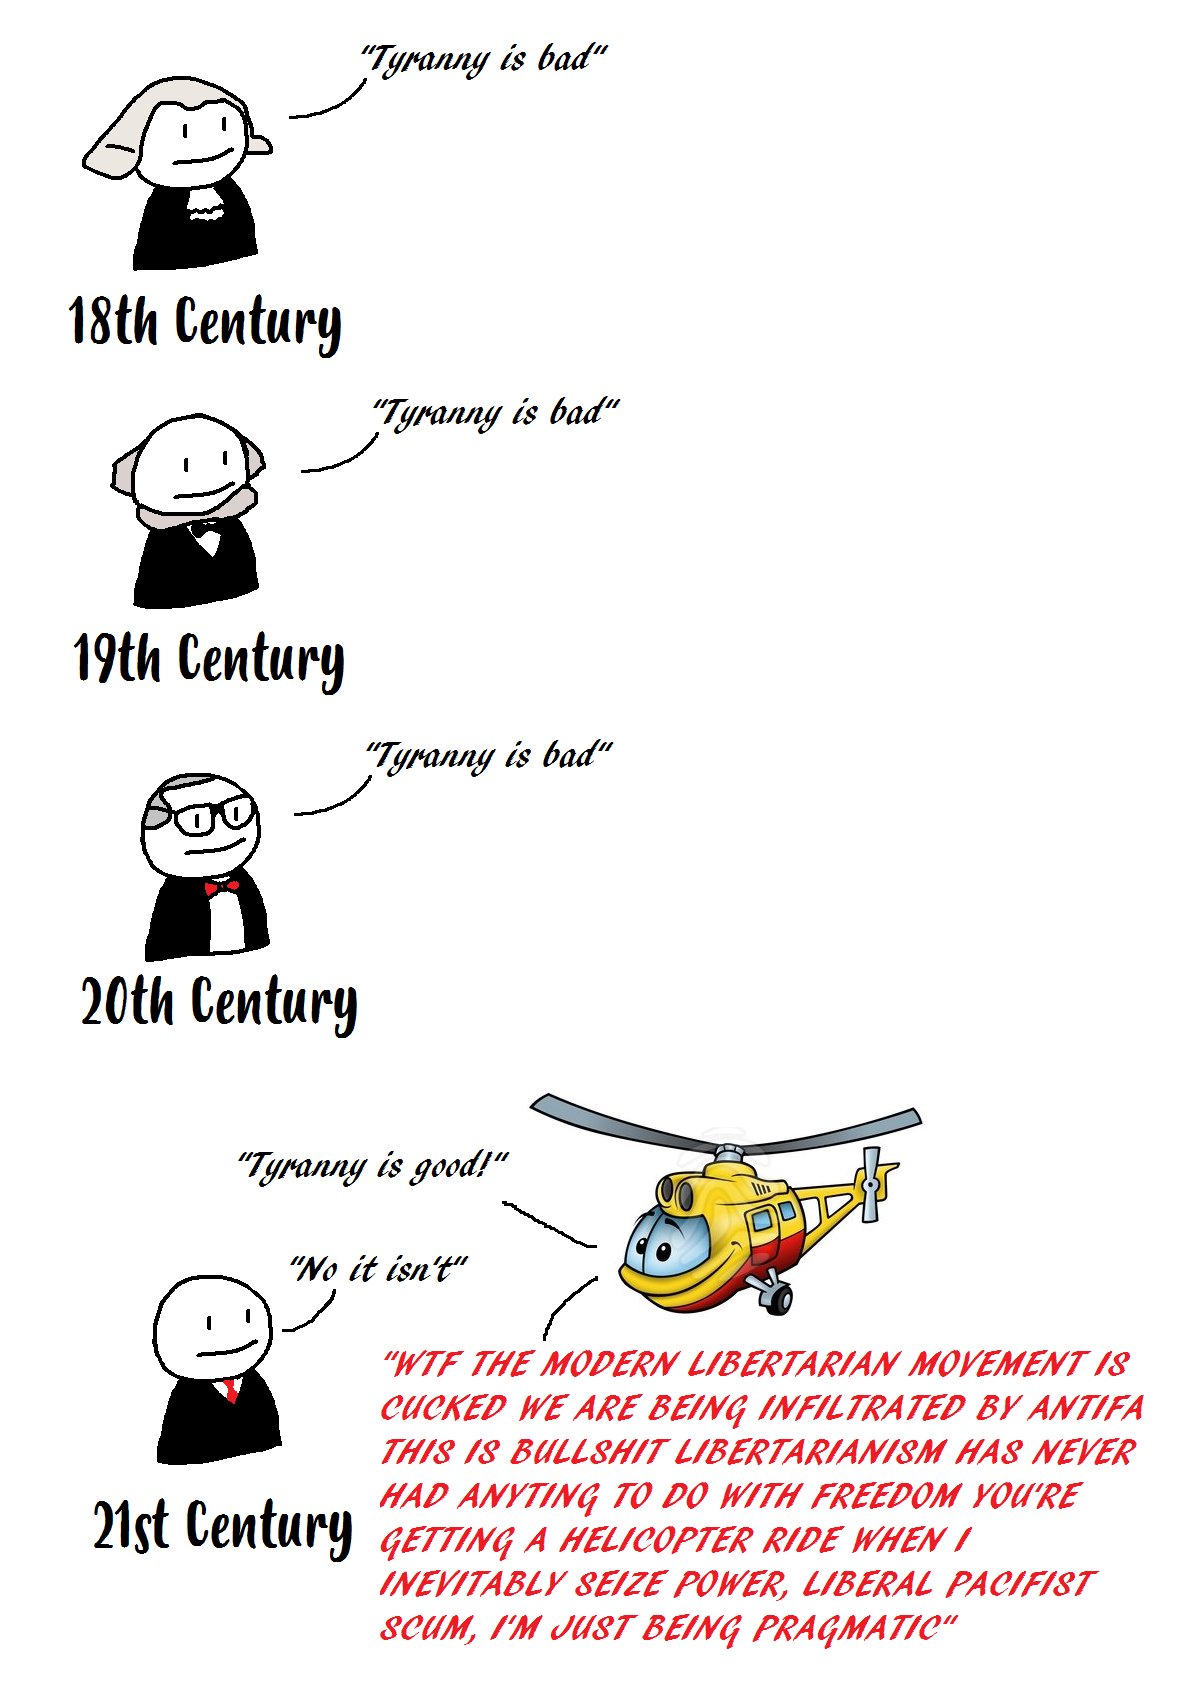 "Tyranny is bad"
18th Century
"Tyranny is bad"
19th Century
"Tyranny is bad"
20th Century
"Tyranny is good!"
"No it isn't"
21st Century
"WTF THE MODERN LIBERTARIAN MOVEMENT IS
CUCKED WE ARE BEING INFILTRATED BY ANTIFA
THIS IS BULLSHIT LIBERTARIANISM HAS NEVER
HAD ANYTING TO DO WITH FREEDOM YOU'RE
GETTING A HELICOPTER RIDE WHEN I
INEVITABLY SEIZE POWER, LIBERAL PACIFIST
SCUM, I'M JUST BEING PRAGMATIC"